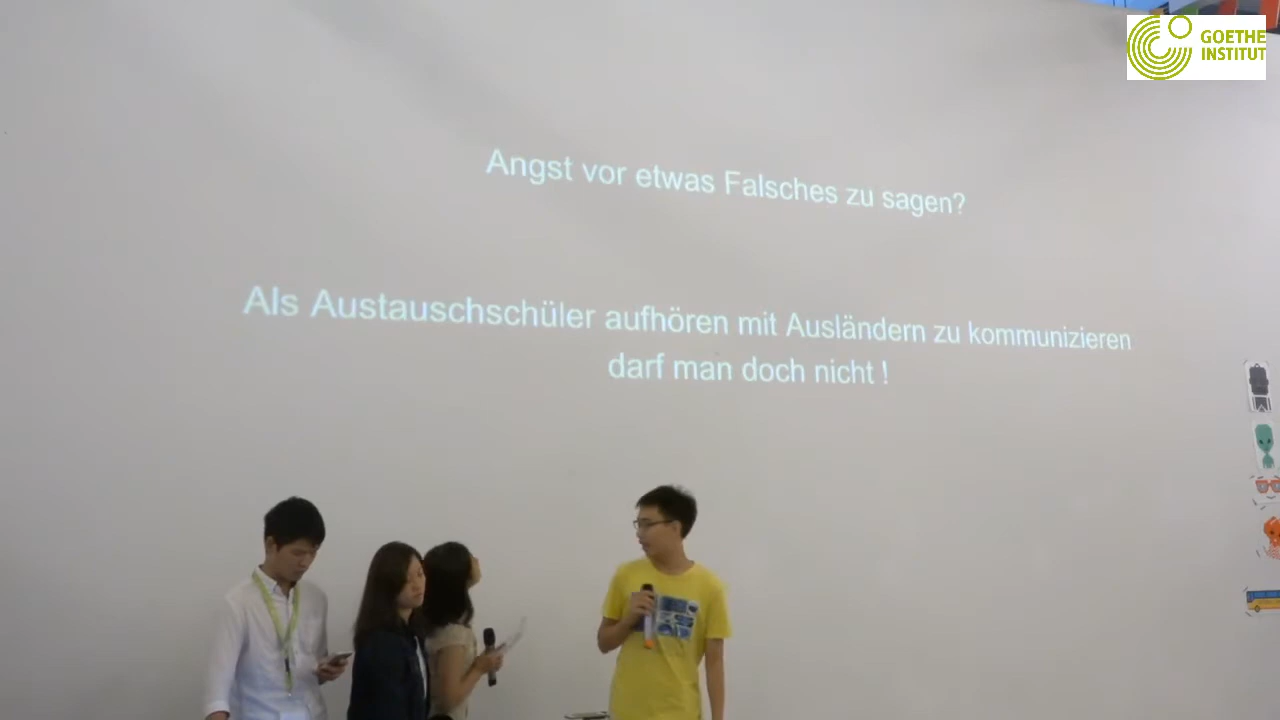 GOETHE
INSTITUT
Angst vor etwas Falsches zu sagen?
Als Austauschschüler aufhören mit Ausländern zu kommunizieren
darf man doch nicht !